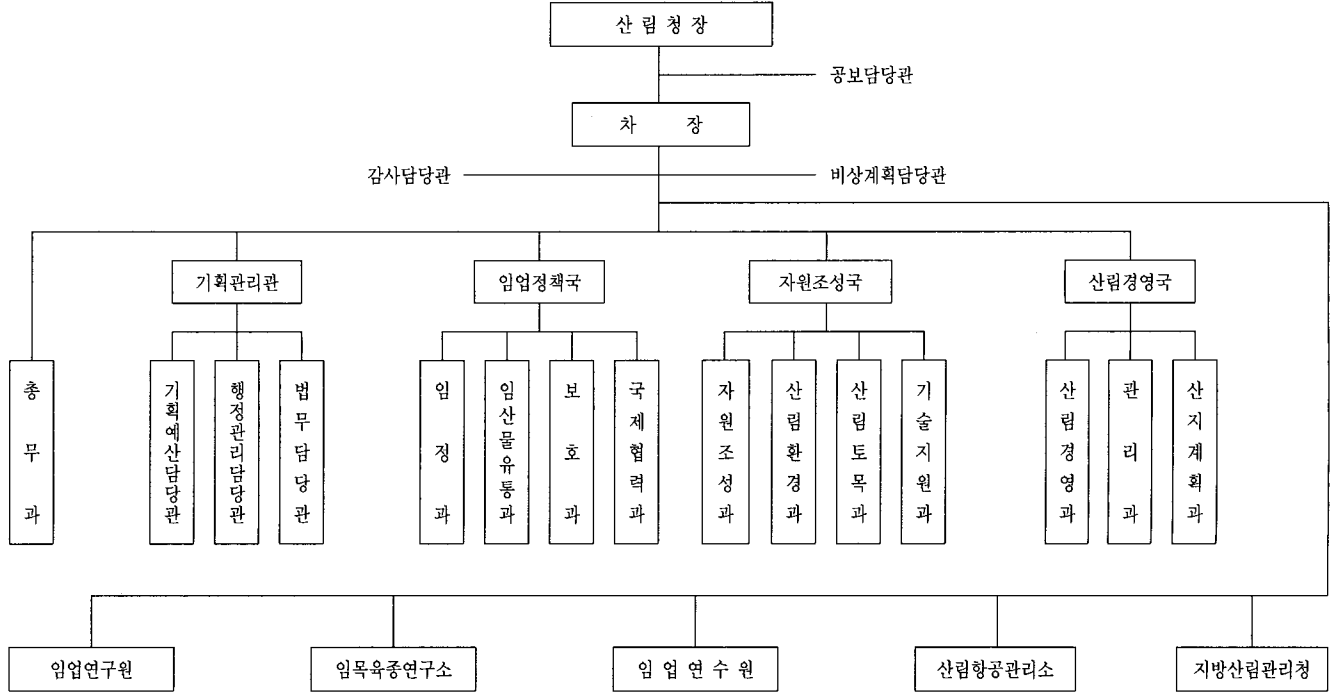 산 림 청 장
공보담당관
차 장
감사담당관
비상계획담당관
기획관리관
임업정책국
자원조성국
산림경영국
총무과
기획예산담당관
행정관리담당관
법무담당관
임정과
임산물유통과
보호과
국제협력과
자원조성과
산림환경과
산림토목과
기술지원과
산림경영과
관리과
산지계획과
임업연구원
임목육종연구소
임 업 연 수 원
산림항공관리소
지방산림관리청